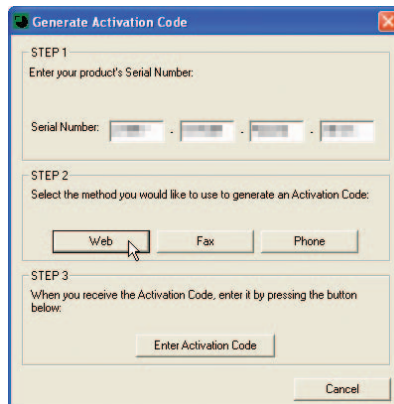 Generate Activation Code
STEP 1
Enter your product's Serial Number:
Serial Number: - - -
STEP 2
Select the method you would like to use to generate an Activation Code:
Web Fax Phone
STEP 3
When you receive the Activation Code, enter it by pressing the button
below:
Enter Activation Code
Cancel